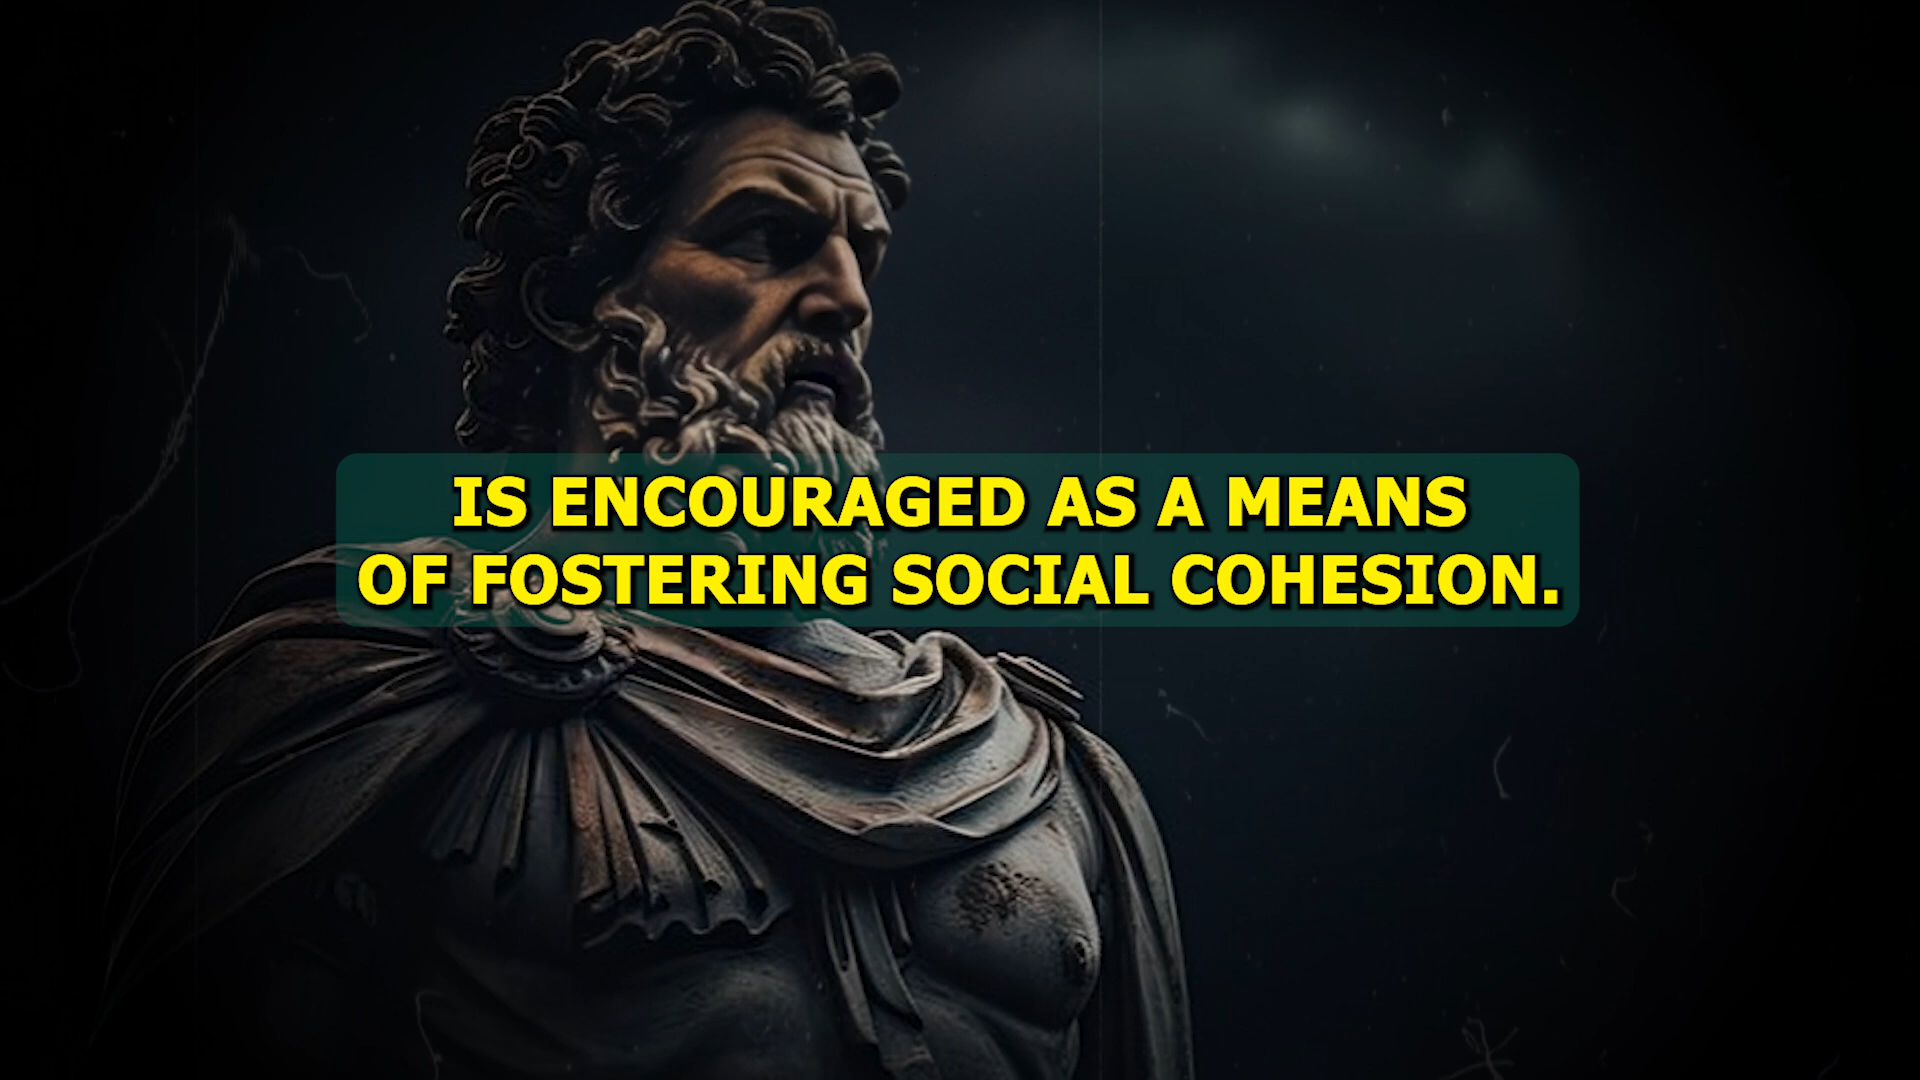 IS ENCOURAGED AS A MEANS
OF FOSTERING SOCIAL COHESION.